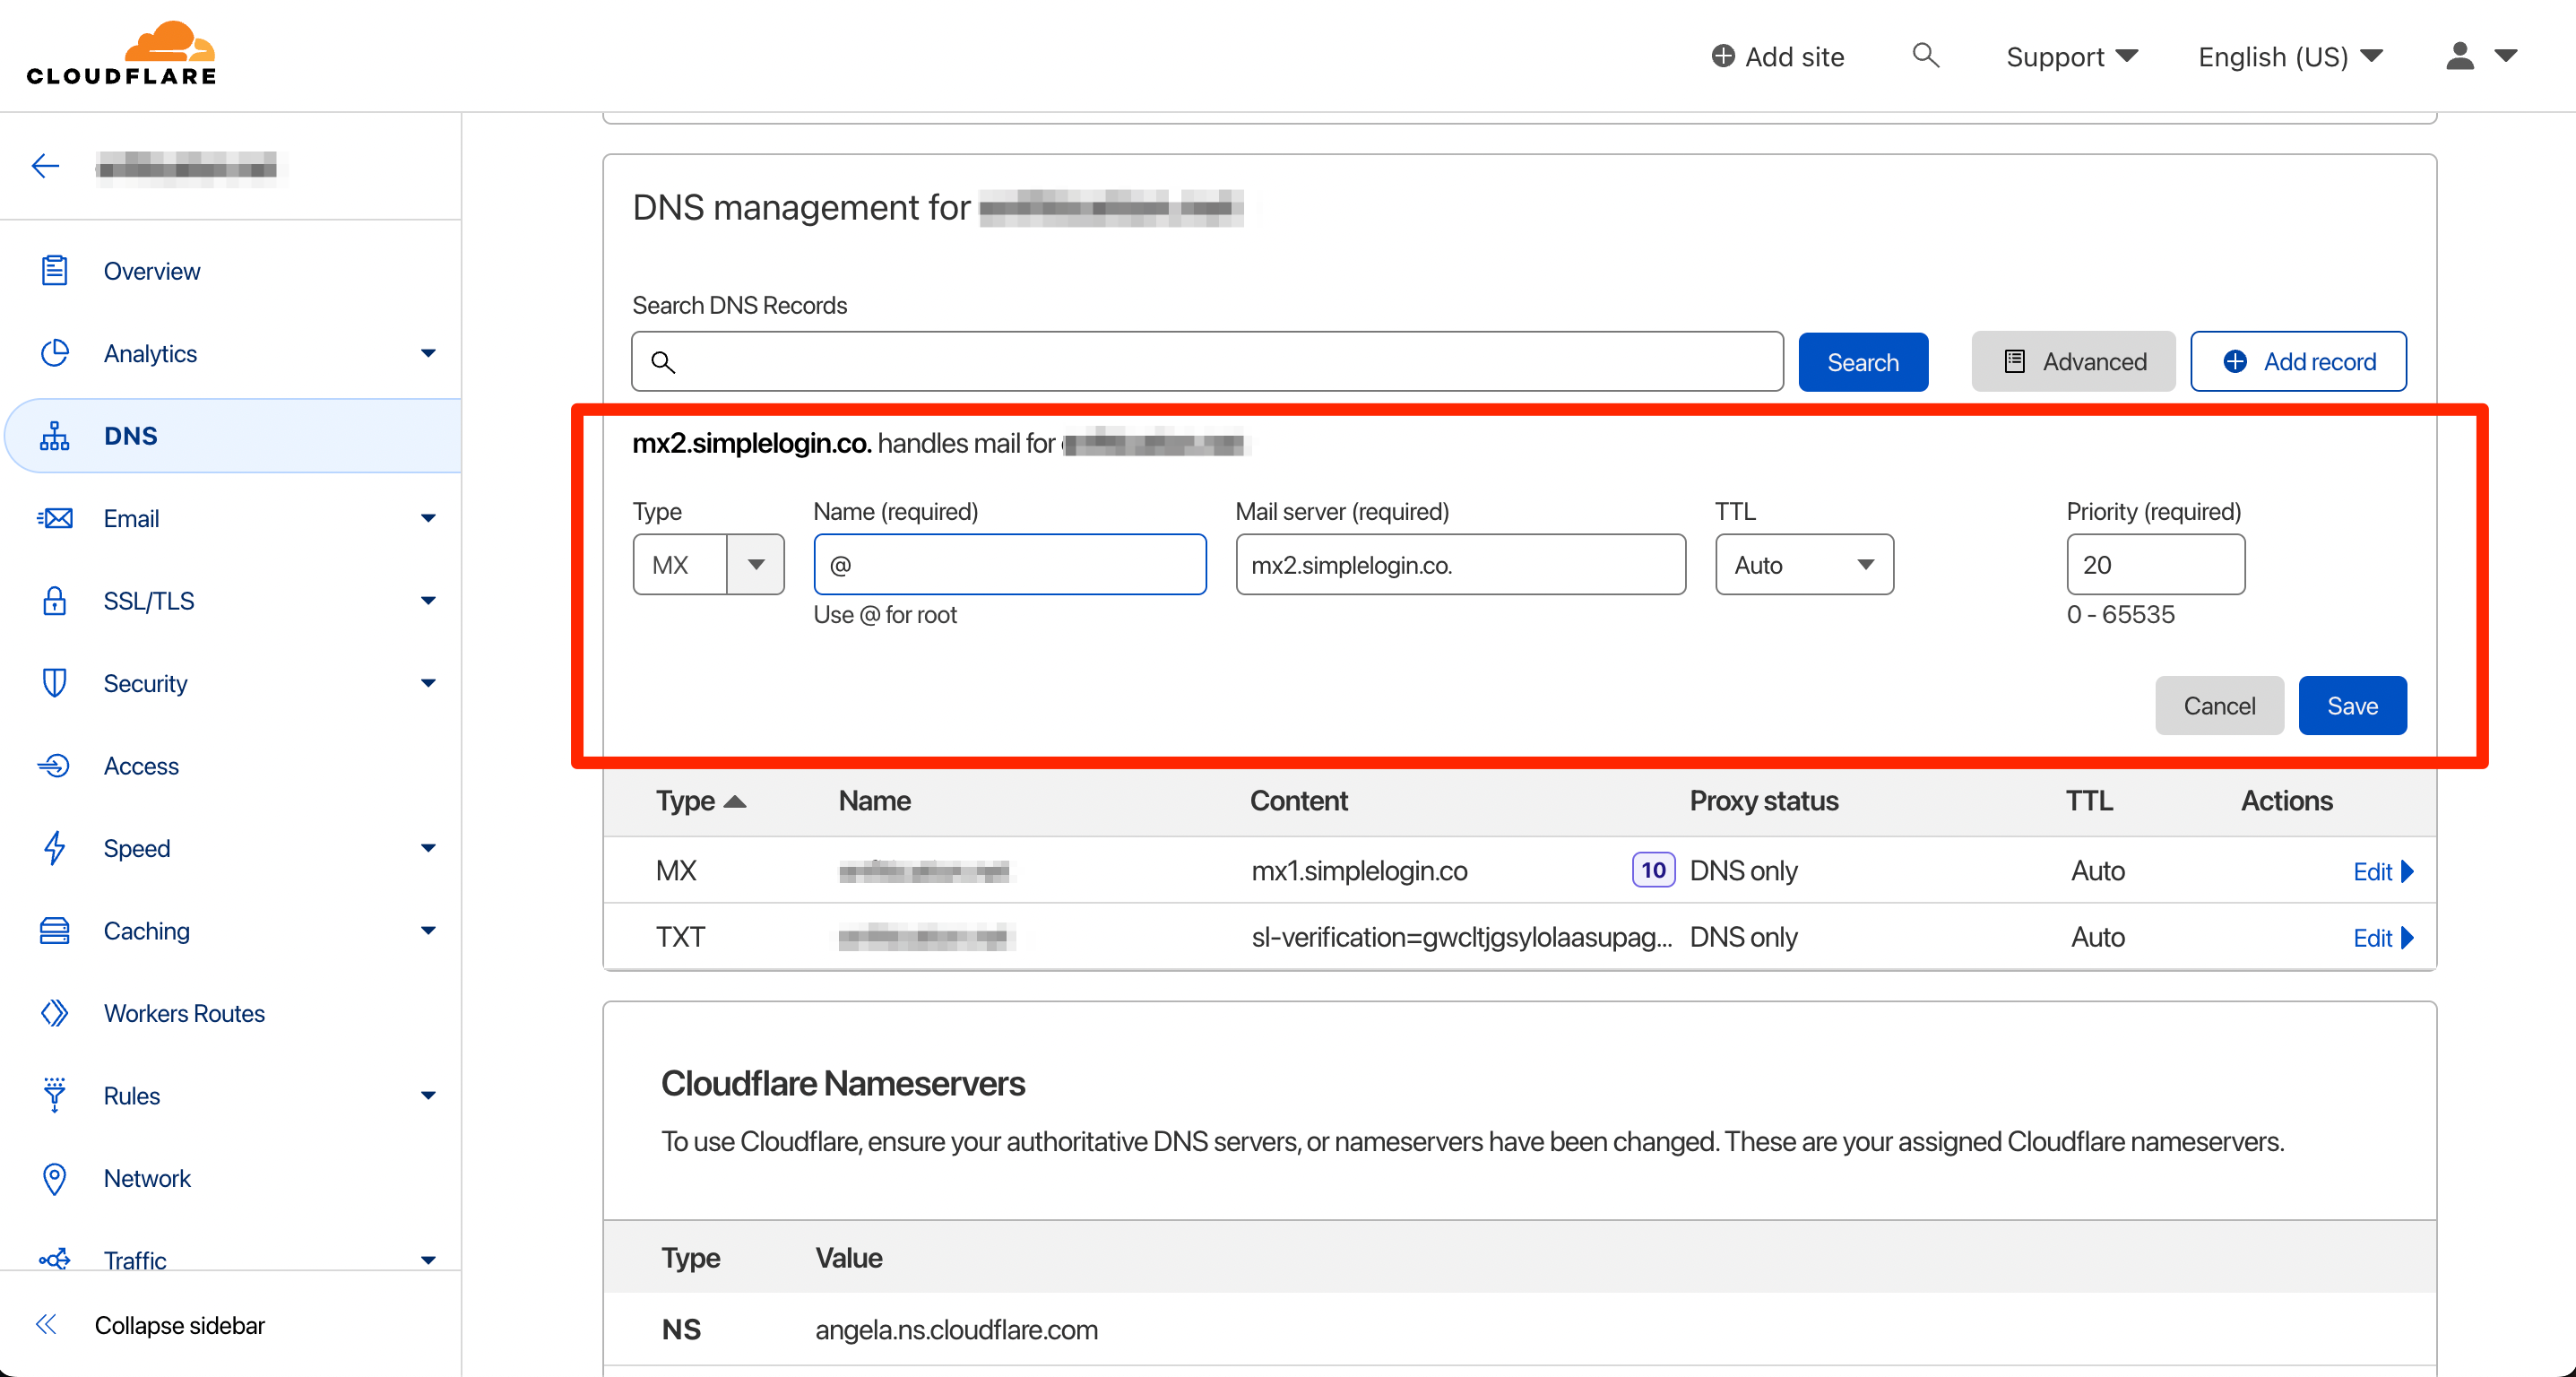 CLOUDFLARE
Add site
Support
English (US)
Overview
Analytics
DNS
Email
SSL/TLS
Security
Access
Speed
Caching
Workers Routes
Rules
Network
Traffic
Collapse sidebar
DNS management for
Search DNS Records
Search
Advanced
Add record
mx2.simplelogin.co. handles mail for
Type Name (required) Mail server (required) TTL Priority (required)
MX @ mx2.simplelogin.co. Auto 20
Use @ for root 0 - 65535
Cancel Save
Type Name Content Proxy status TTL Actions
MX mx1.simplelogin.co 10 DNS only Auto Edit
TXT sl-verification=gwcltjgsylolaasupag... DNS only Auto Edit
Cloudflare Nameservers
To use Cloudflare, ensure your authoritative DNS servers, or nameservers have been changed. These are your assigned Cloudflare nameservers.
Type Value
NS angela.ns.cloudflare.com